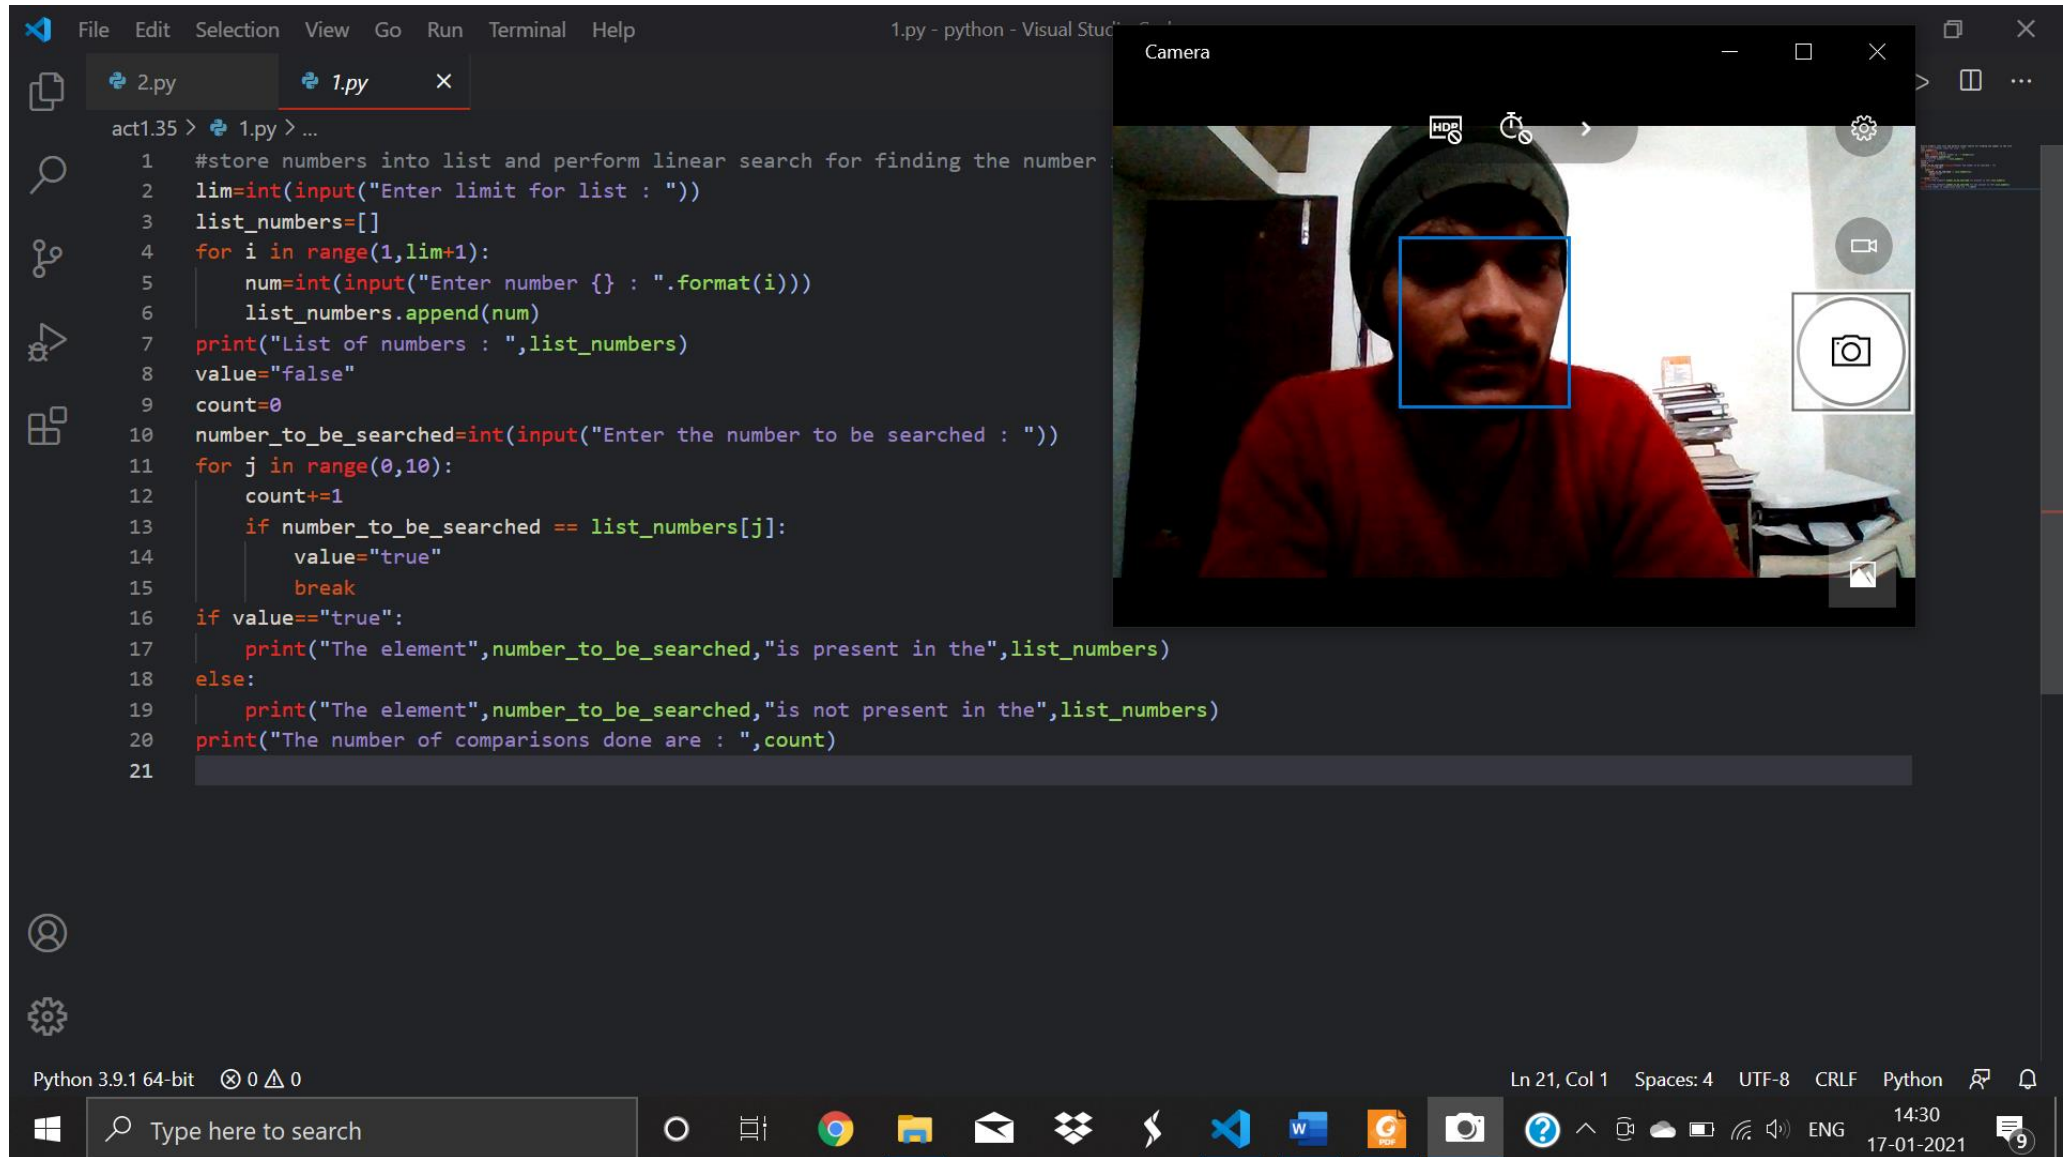 File Edit Selection View Go Run Terminal Help
1.py - python - Visual Stud
Camera
2.py
1.py
act1.35 > 1.py > ...
HDR
1 #store numbers into list and perform linear search for finding the number
2 lim=int(input("Enter limit for list : "))
3 list_numbers=[]
4 for i in range(1,lim+1):
5 num=int(input("Enter number {} : ".format(i)))
6 list_numbers.append(num)
7 print("List of numbers : ",list_numbers)
8 value="false"
9 count=0
10 number_to_be_searched=int(input("Enter the number to be searched : "))
11 for j in range(0,10):
12 count+=1
13 if number_to_be_searched == list_numbers[j]:
14 value="true"
15 break
16 if value=="true":
17 print("The element",number_to_be_searched,"is present in the",list_numbers)
18 else:
19 print("The element",number_to_be_searched,"is not present in the",list_numbers)
20 print("The number of comparisons done are : ",count)
21
Python 3.9.1 64-bit 0 0
Ln 21, Col 1 Spaces: 4 UTF-8 CRLF Python
Type here to search
W
G
PDF
?
ENG
14:30
17-01-2021
9